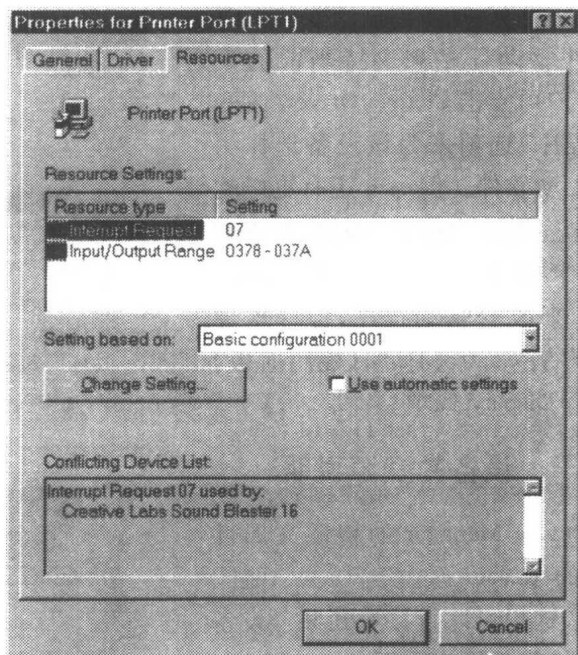 Properties for Printer Port (LPT1)
General Driver Resources
Printer Port (LPT1)
Resource Settings:
Resource type Setting
Interrupt Request 07
Input/Output Range 0378 - 037A
Setting based on: Basic configuration 0001
Change Setting... Use automatic settings
Conflicting Device List:
Interrupt Request 07 used by:
Creative Labs Sound Blaster 16
OK Cancel